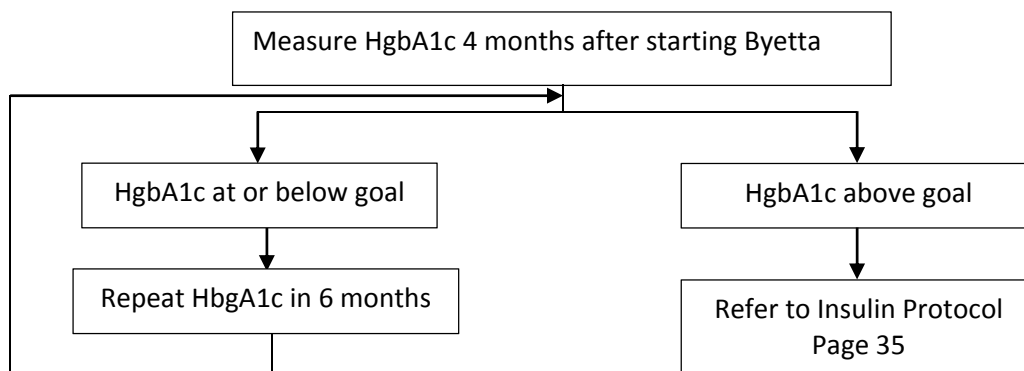 Measure HgbA1c 4 months after starting Byetta
HgbA1c at or below goal
HgbA1c above goal
Repeat HbgA1c in 6 months
Refer to Insulin Protocol
Page 35